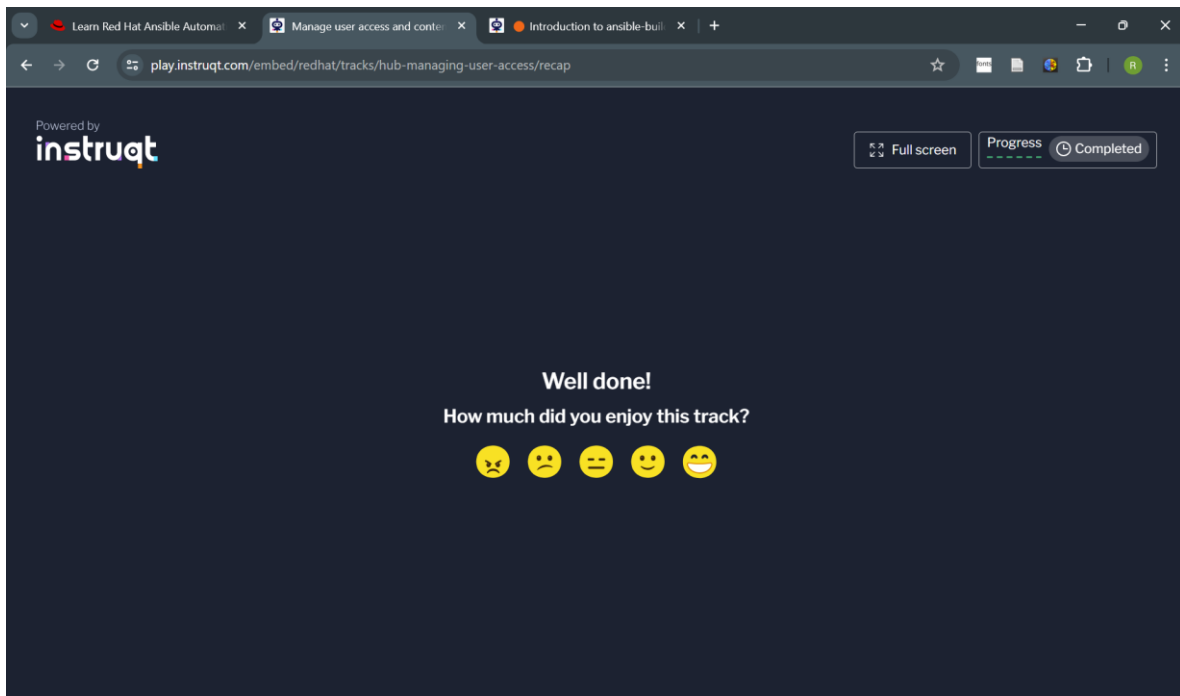 Learn Red Hat Ansible Automat
Manage user access and conte
Introduction to ansible-buil
play.instruqt.com/embed/redhat/tracks/hub-managing-user-access/recap
R
Powered by
instruqt
Full screen
Progress
Completed
Well done!
How much did you enjoy this track?